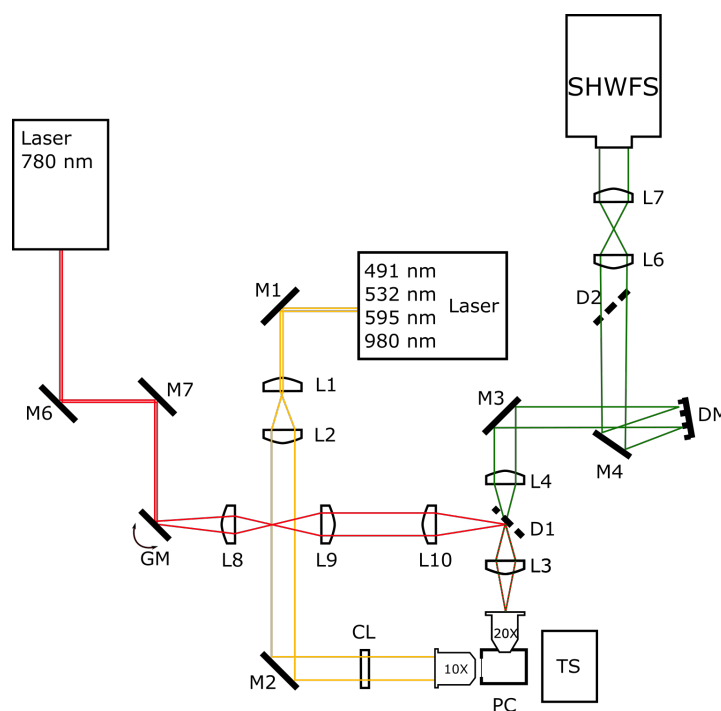 SHWFS
Laser
780 nm
L7
L6
D2
M1
491 nm
532 nm
595 nm
980 nm
Laser
L1
L2
M6
M7
M3
DM
M4
L4
D1
GM
L8
L9
L10
L3
20X
CL
M2
10X
PC
TS